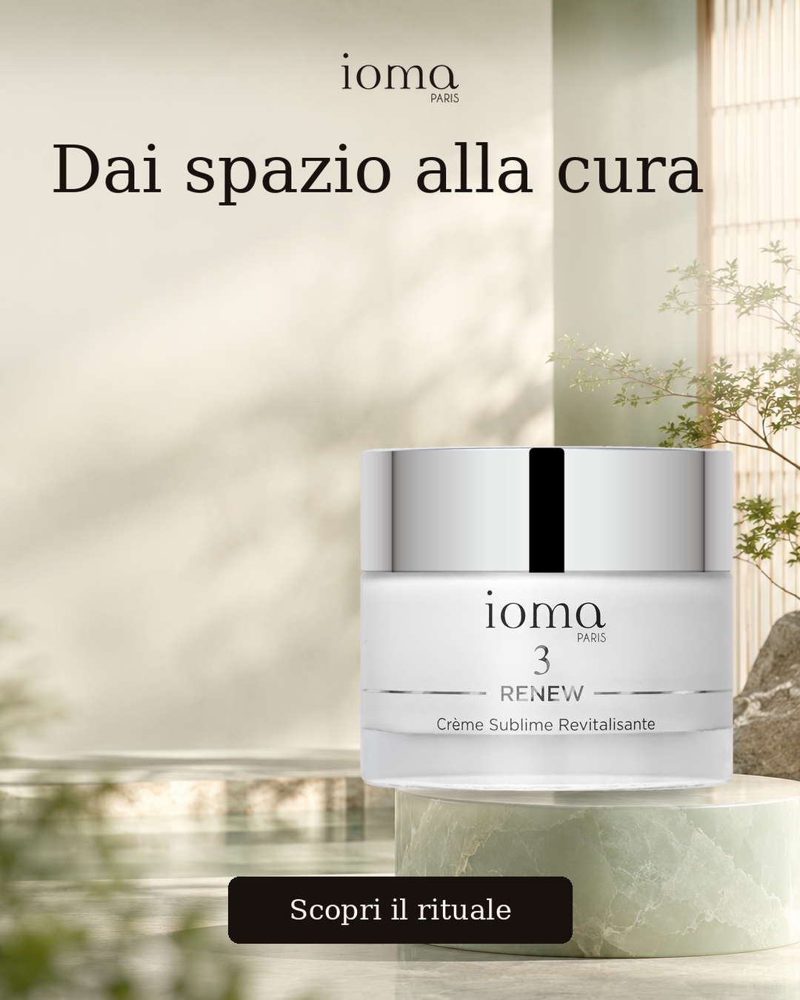 ioma
PARIS
Dai spazio alla cura
ioma
PARIS
3
RENEW
Crème Sublime Revitalisante
Scopri il rituale